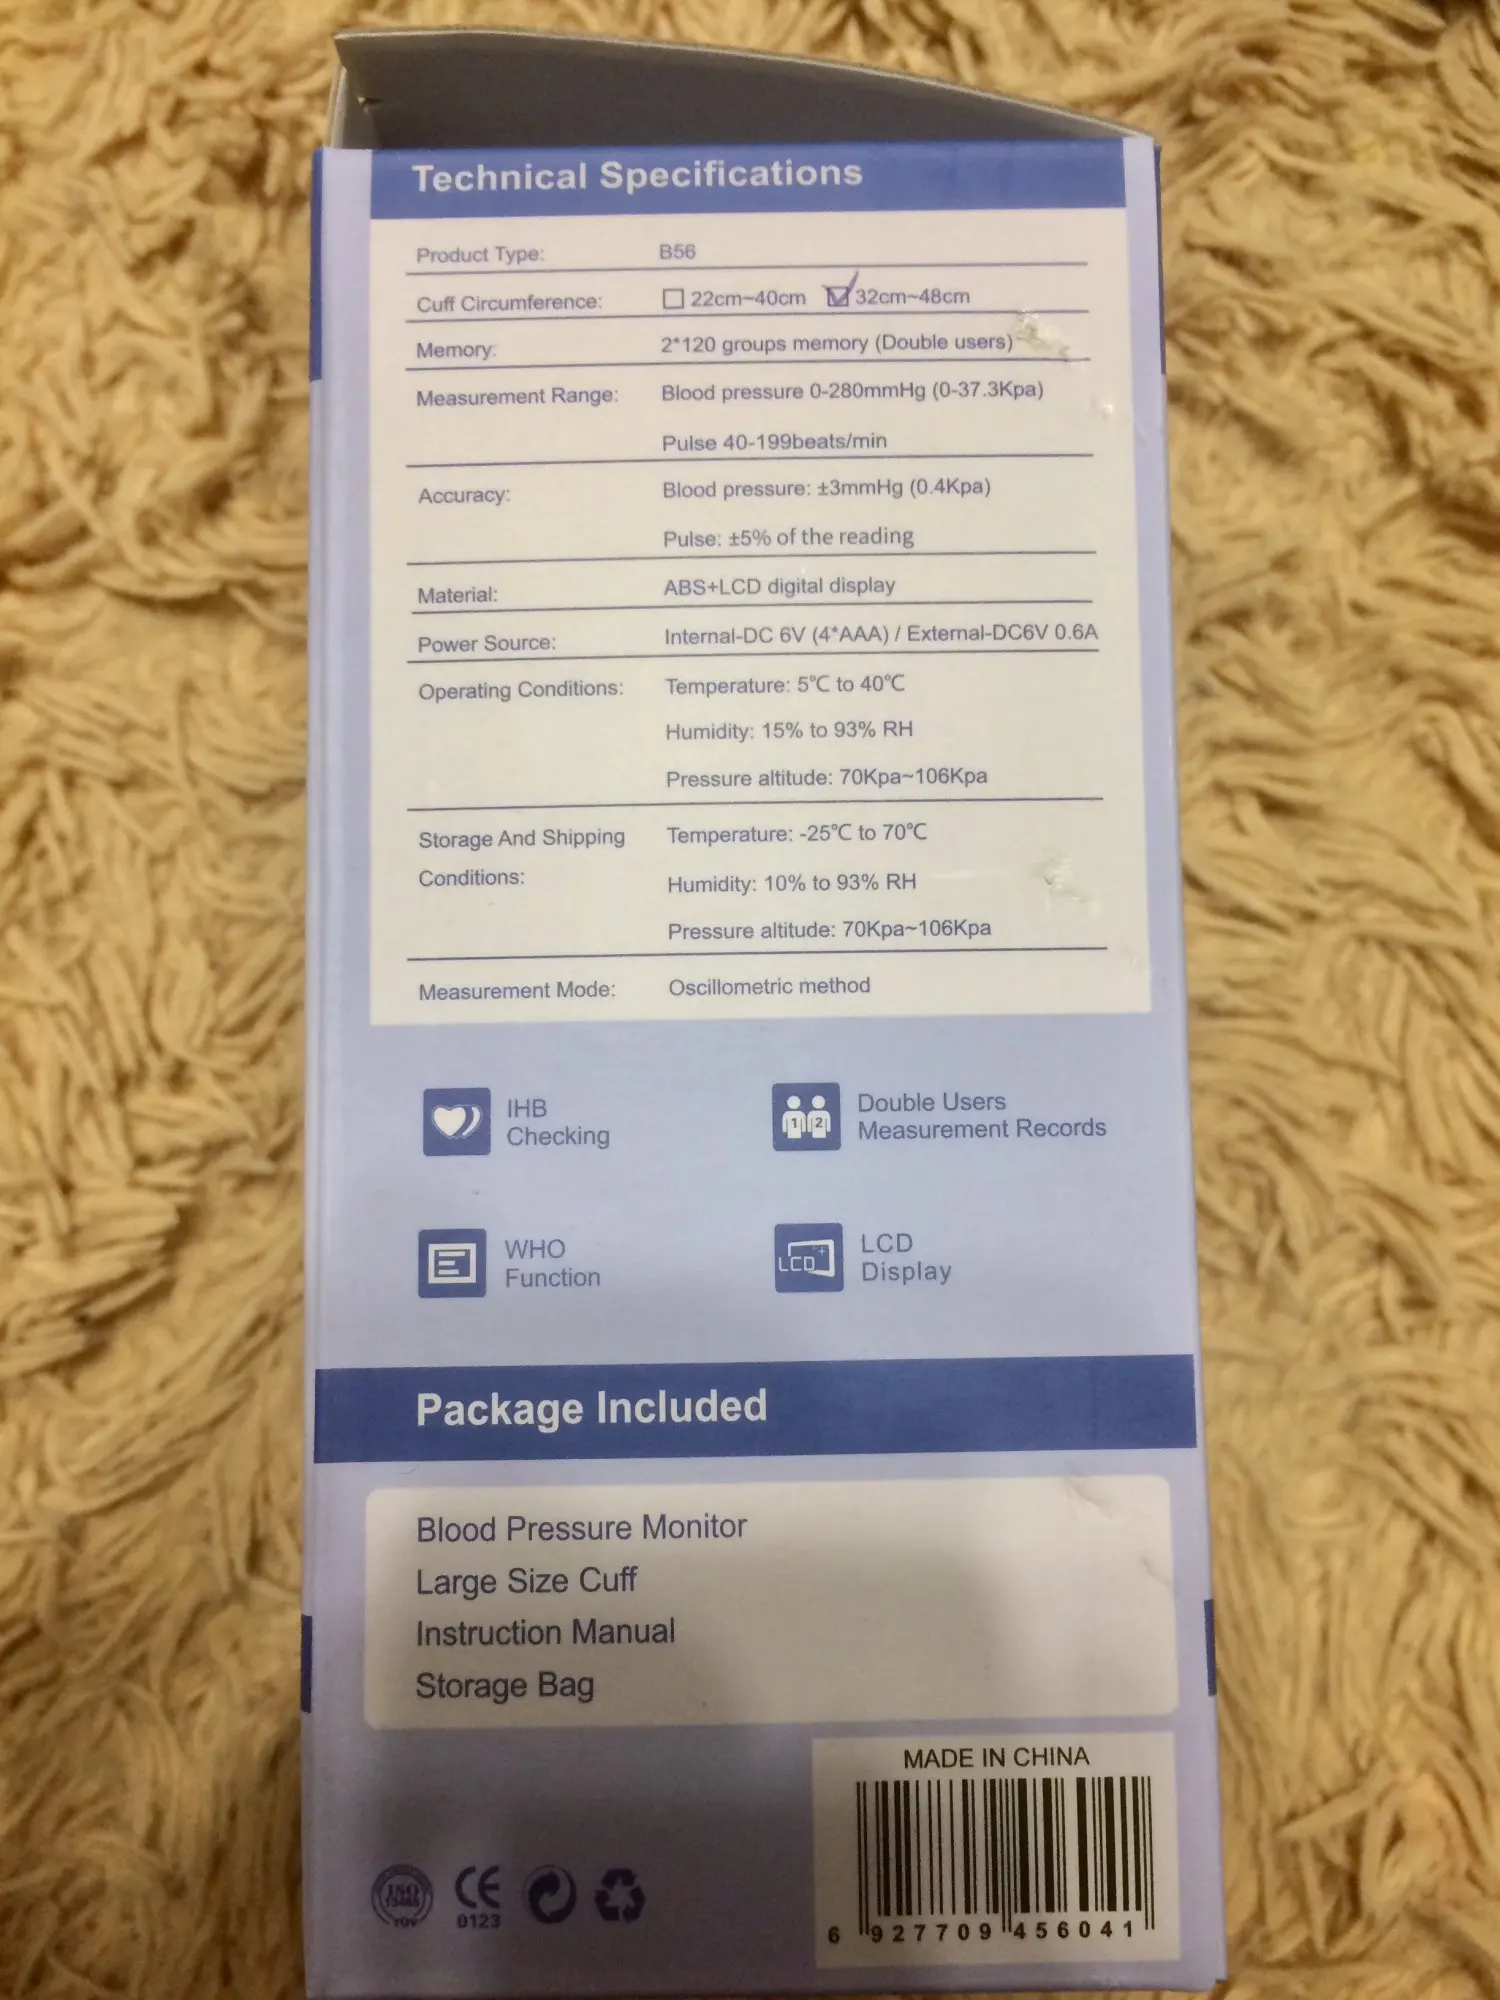 Technical Specifications
Product Type: B56
Cuff Circumference: 22cm~40cm 32cm~48cm
Memory: 2*120 groups memory (Double users)
Measurement Range: Blood pressure 0-280mmHg (0-37.3Kpa)
Pulse 40-199beats/min
Accuracy: Blood pressure: ±3mmHg (0.4Kpa)
Pulse: ±5% of the reading
Material: ABS+LCD digital display
Power Source: Internal-DC 6V (4*AAA) / External-DC6V 0.6A
Operating Conditions: Temperature: 5℃ to 40℃
Humidity: 15% to 93% RH
Pressure altitude: 70Kpa~106Kpa
Storage And Shipping Temperature: -25℃ to 70℃
Conditions: Humidity: 10% to 93% RH
Pressure altitude: 70Kpa~106Kpa
Measurement Mode: Oscillometric method
IHB
Checking
1 2
Double Users
Measurement Records
WHO
Function
LCD
LCD
Display
Package Included
Blood Pressure Monitor
Large Size Cuff
Instruction Manual
Storage Bag
MADE IN CHINA
6 927709 456041
ISO
13485
TUV
CE
0123